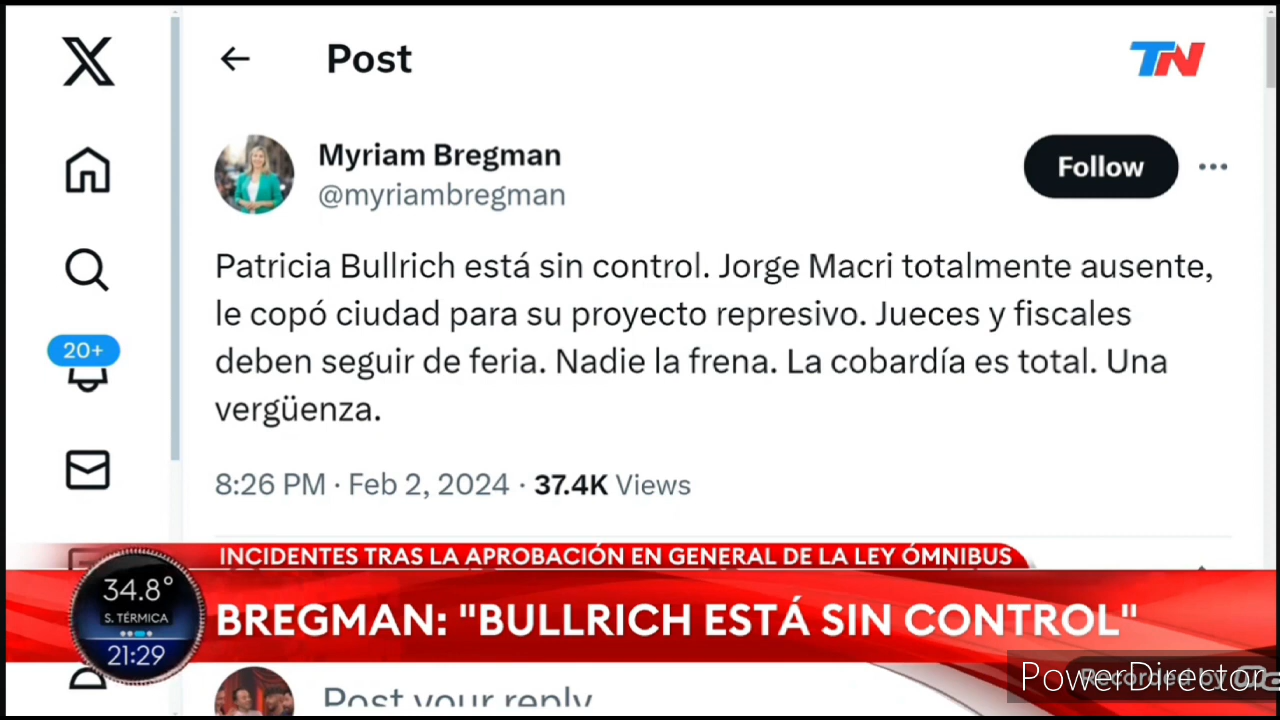 Post
TN
Myriam Bregman
@myriambregman
Follow
Patricia Bullrich está sin control. Jorge Macri totalmente ausente,
le copó ciudad para su proyecto represivo. Jueces y fiscales
deben seguir de feria. Nadie la frena. La cobardía es total. Una
vergüenza.
20+
8:26 PM · Feb 2, 2024 · 37.4K Views
INCIDENTES TRAS LA APROBACIÓN EN GENERAL DE LA LEY ÓMNIBUS
34.8°
S. TÉRMICA
21:29
BREGMAN: "BULLRICH ESTÁ SIN CONTROL"
Post your reply
PowerDirector